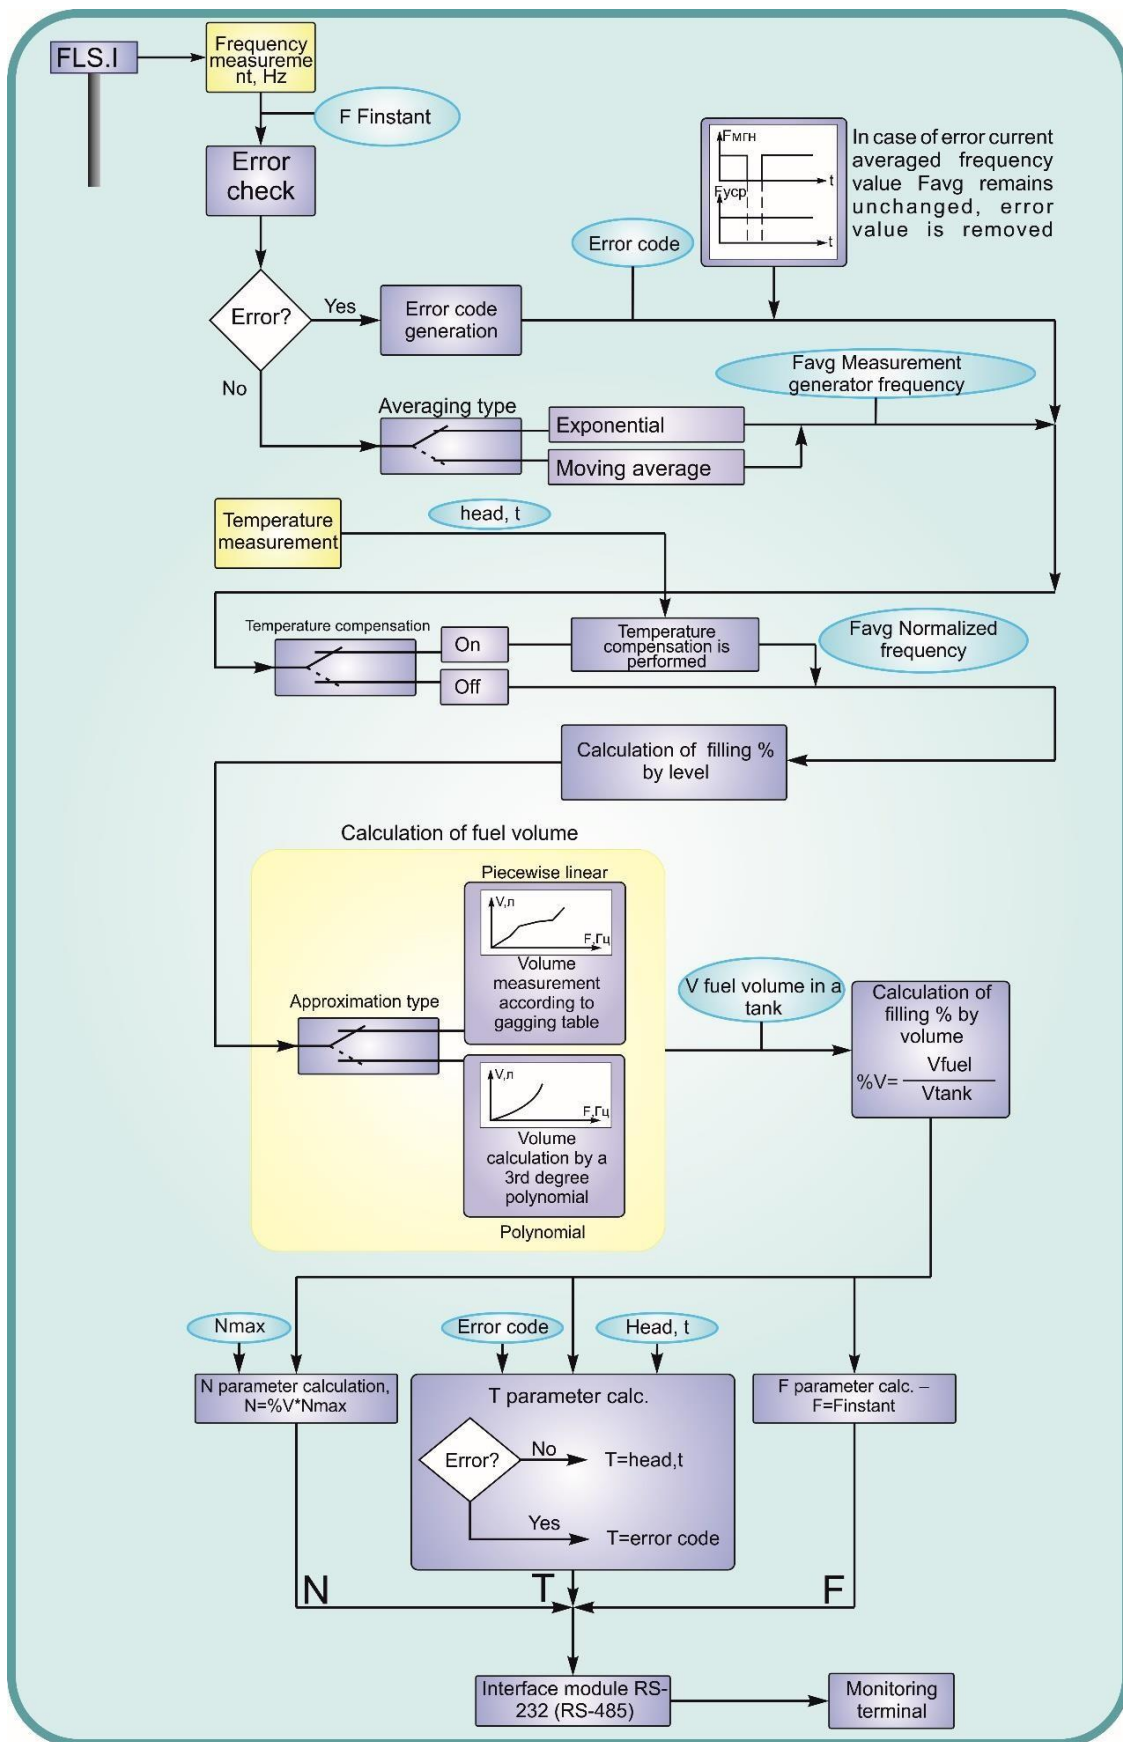 FLS.I
Frequency
measureme
nt, Hz
F Finstant
Error
check
Fмгн
t
Fуср
t
In case of error current
averaged frequency
value Favg remains
unchanged, error
value is removed
Error code
Error?
Yes
Error code
generation
No
Favg Measurement
generator frequency
Averaging type
Exponential
Moving average
Temperature
measurement
head, t
Temperature compensation
On
Off
Temperature
compensation is
performed
Favg Normalized
frequency
Calculation of filling %
by level
Calculation of fuel volume
Piecewise linear
V,л
F,Гц
Volume
measurement
according to
gagging table
Approximation type
V,л
F,Гц
Volume
calculation by a
3rd degree
polynomial
Polynomial
V fuel volume in a
tank
Calculation of
filling % by
volume
%V=
Vfuel
Vtank
Nmax
Error code
Head, t
N parameter calculation,
N=%V*Nmax
T parameter calc.
Error?
No
T=head,t
Yes
T=error code
F parameter calc. –
F=Finstant
N
T
F
Interface module RS-
232 (RS-485)
Monitoring
terminal